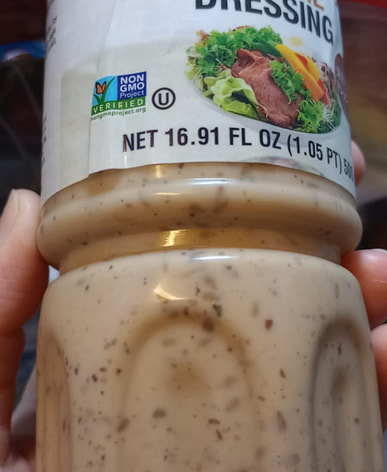 DRESSING
NON
GMO
Project
VERIFIED
nongmoproject.org
U
NET 16.91 FL OZ (1.05 PT)